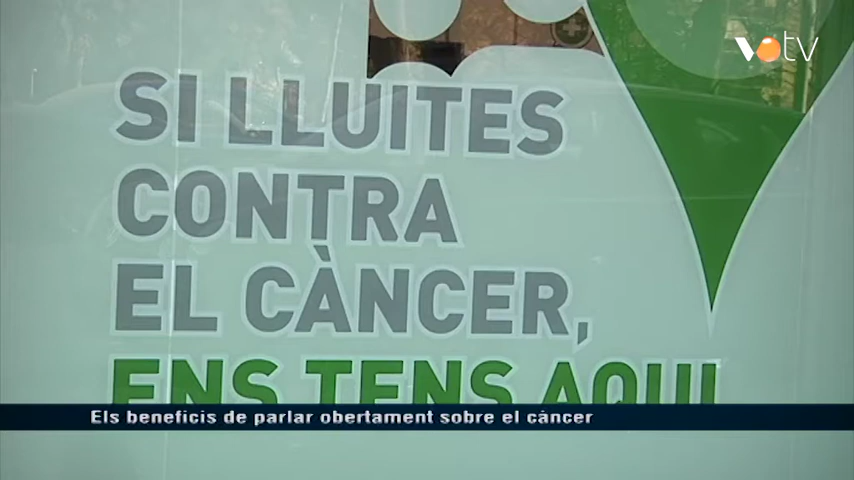 votv
SI LLUITES
CONTRA
EL CÀNCER,
ENS TENS AQUÍ
Els beneficis de parlar obertament sobre el càncer